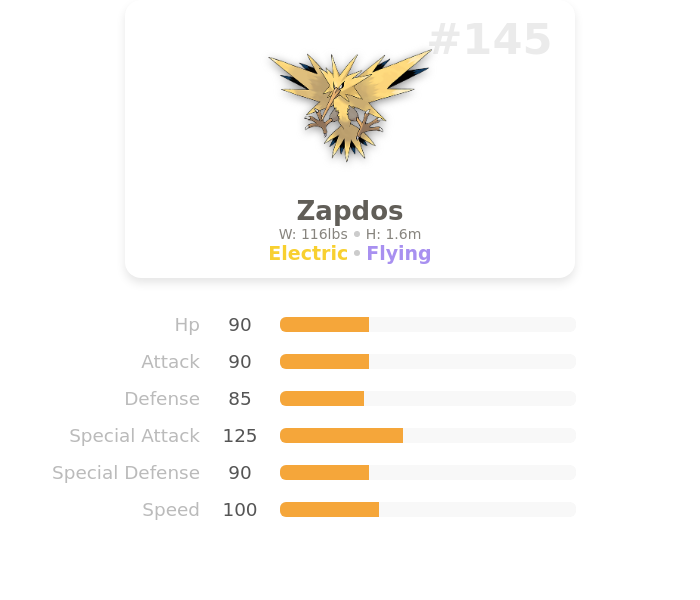 #145
Zapdos
W: 116lbs • H: 1.6m
Electric • Flying
Hp 90
Attack 90
Defense 85
Special Attack 125
Special Defense 90
Speed 100